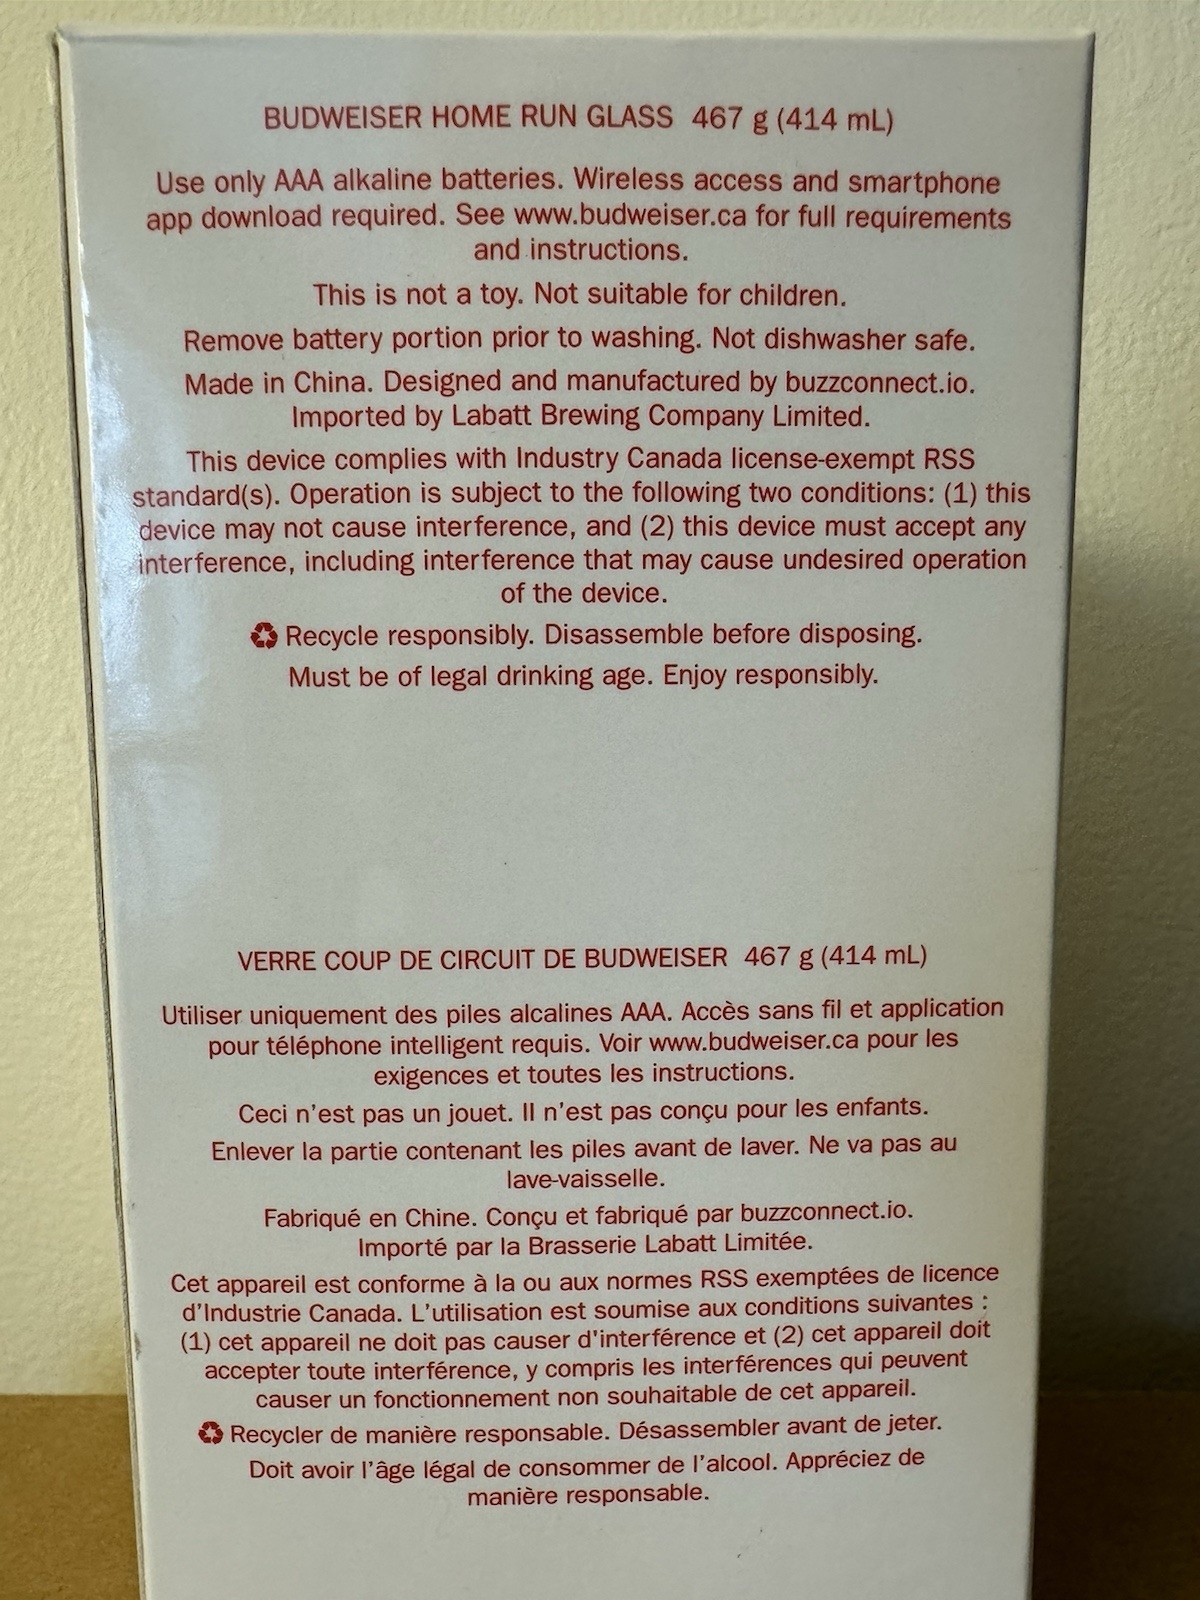 BUDWEISER HOME RUN GLASS 467 g (414 mL)
Use only AAA alkaline batteries. Wireless access and smartphone
app download required. See www.budweiser.ca for full requirements
and instructions.
This is not a toy. Not suitable for children.
Remove battery portion prior to washing. Not dishwasher safe.
Made in China. Designed and manufactured by buzzconnect.io.
Imported by Labatt Brewing Company Limited.
This device complies with Industry Canada license-exempt RSS
standard(s). Operation is subject to the following two conditions: (1) this
device may not cause interference, and (2) this device must accept any
interference, including interference that may cause undesired operation
of the device.
♻ Recycle responsibly. Disassemble before disposing.
Must be of legal drinking age. Enjoy responsibly.
VERRE COUP DE CIRCUIT DE BUDWEISER 467 g (414 mL)
Utiliser uniquement des piles alcalines AAA. Accès sans fil et application
pour téléphone intelligent requis. Voir www.budweiser.ca pour les
exigences et toutes les instructions.
Ceci n'est pas un jouet. Il n'est pas conçu pour les enfants.
Enlever la partie contenant les piles avant de laver. Ne va pas au
lave-vaisselle.
Fabriqué en Chine. Conçu et fabriqué par buzzconnect.io.
Importé par la Brasserie Labatt Limitée.
Cet appareil est conforme à la ou aux normes RSS exemptées de licence
d'Industrie Canada. L'utilisation est soumise aux conditions suivantes :
(1) cet appareil ne doit pas causer d'interférence et (2) cet appareil doit
accepter toute interférence, y compris les interférences qui peuvent
causer un fonctionnement non souhaitable de cet appareil.
♻ Recycler de manière responsable. Désassembler avant de jeter.
Doit avoir l'âge légal de consommer de l'alcool. Appréciez de
manière responsable.